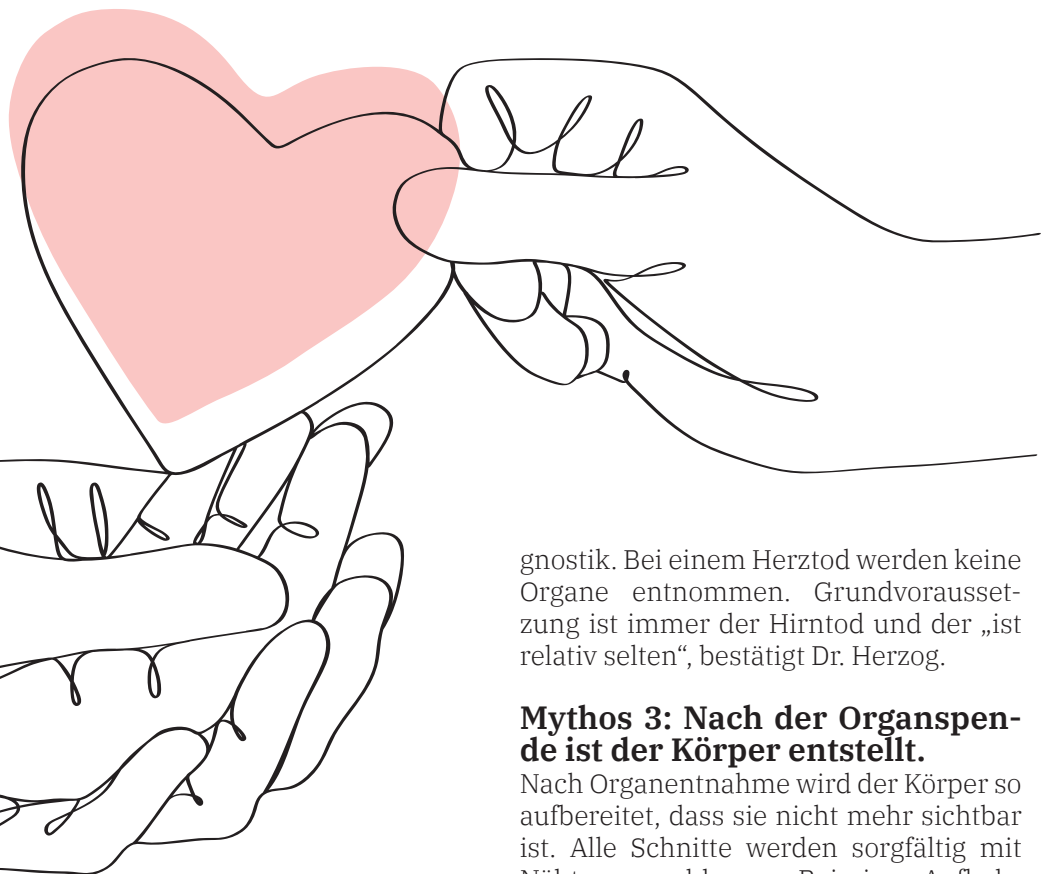 gnostik. Bei einem Herztod werden keine
Organe entnommen. Grundvorausset-
zung ist immer der Hirntod und der „ist
relativ selten“, bestätigt Dr. Herzog.
Mythos 3: Nach der Organspen-
de ist der Körper entstellt.
Nach Organentnahme wird der Körper so
aufbereitet, dass sie nicht mehr sichtbar
ist. Alle Schnitte werden sorgfältig mit